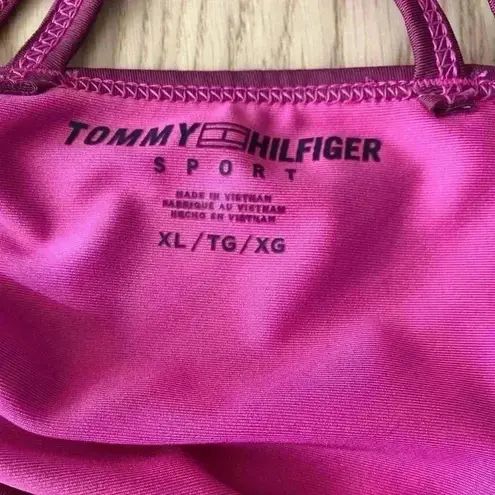 TOMMY HILFIGER
SPORT
MADE IN VIETNAM
FABRIQUE AU VIETNAM
HECHO EN VIETNAM
XL/TG/XG